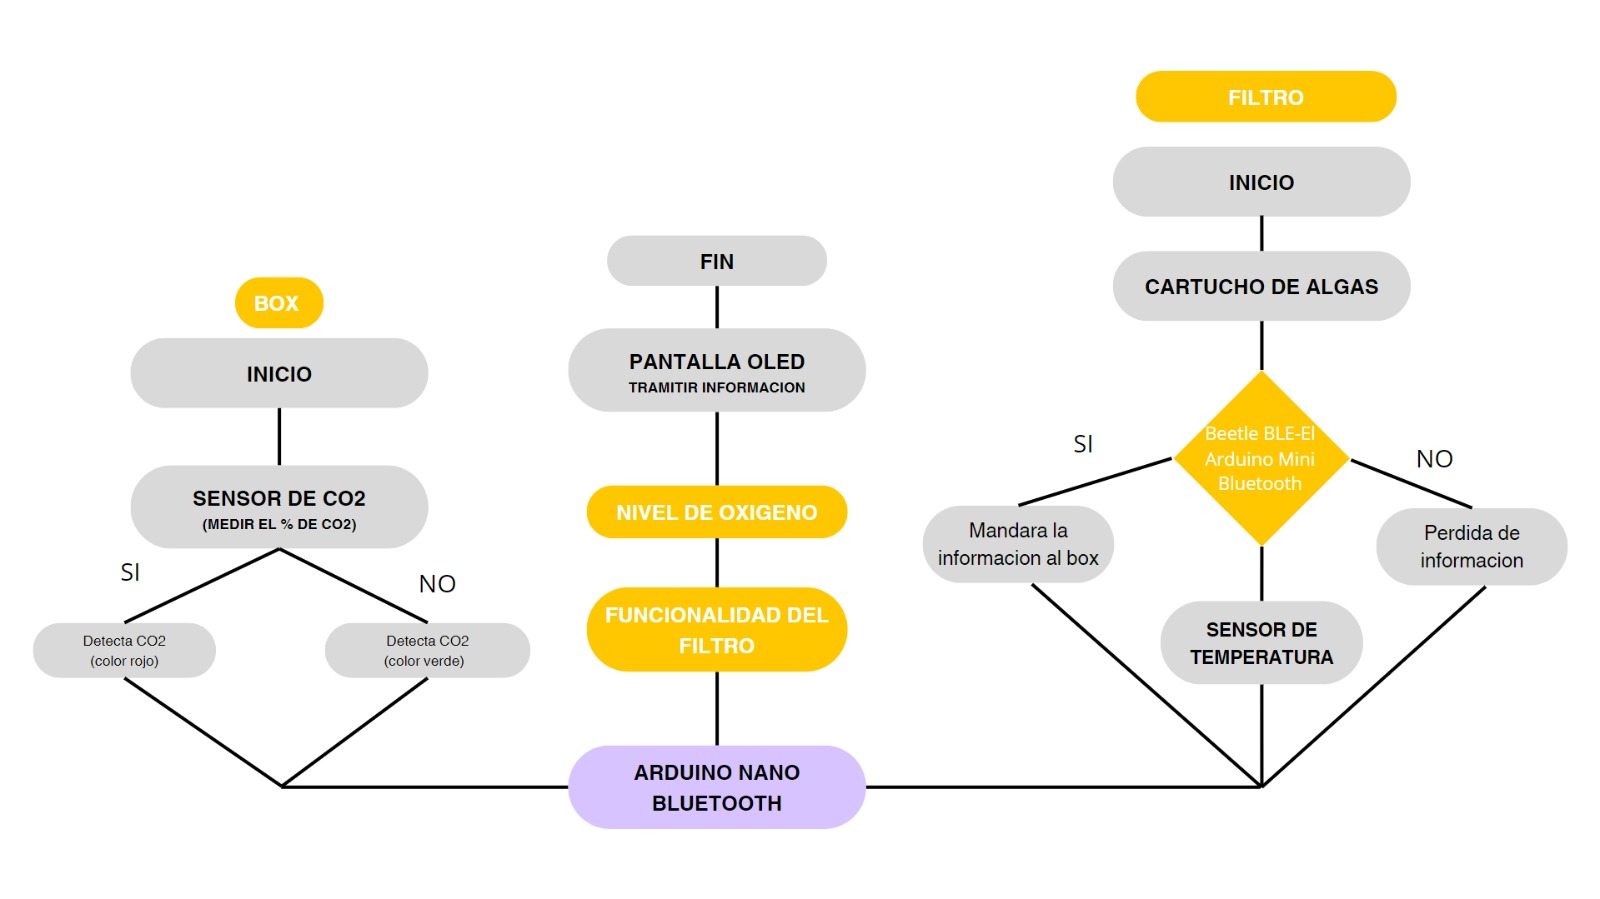 BOX
INICIO
SENSOR DE CO2
(MEDIR EL % DE CO2)
SI
NO
Detecta CO2
(color rojo)
Detecta CO2
(color verde)
FIN
PANTALLA OLED
TRAMITIR INFORMACION
NIVEL DE OXIGENO
FUNCIONALIDAD DEL
FILTRO
ARDUINO NANO
BLUETOOTH
FILTRO
INICIO
CARTUCHO DE ALGAS
Beetle BLE-El
Arduino Mini
Bluetooth
SI
NO
Mandara la
informacion al box
Perdida de
informacion
SENSOR DE
TEMPERATURA